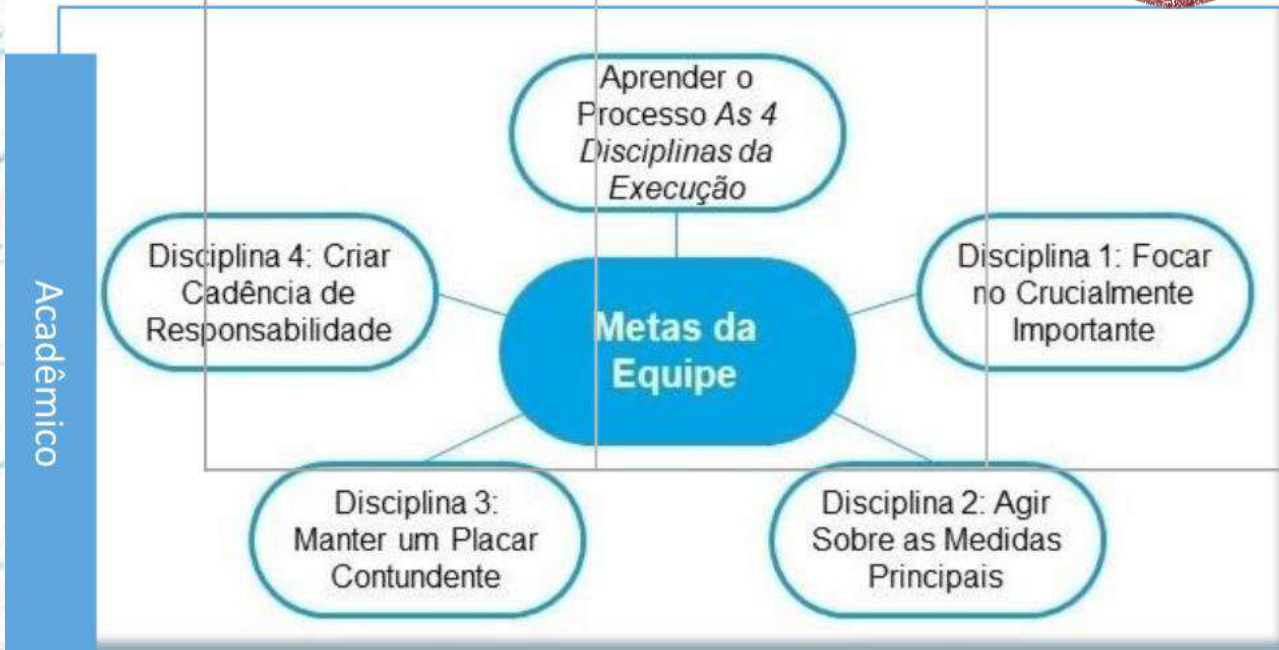 Aprender o
Processo As 4
Disciplinas da
Execução
Disciplina 4: Criar
Cadência de
Responsabilidade
Disciplina 1: Focar
no Crucialmente
Importante
Metas da
Equipe
Acadêmico
Disciplina 3:
Manter um Placar
Contundente
Disciplina 2: Agir
Sobre as Medidas
Principais